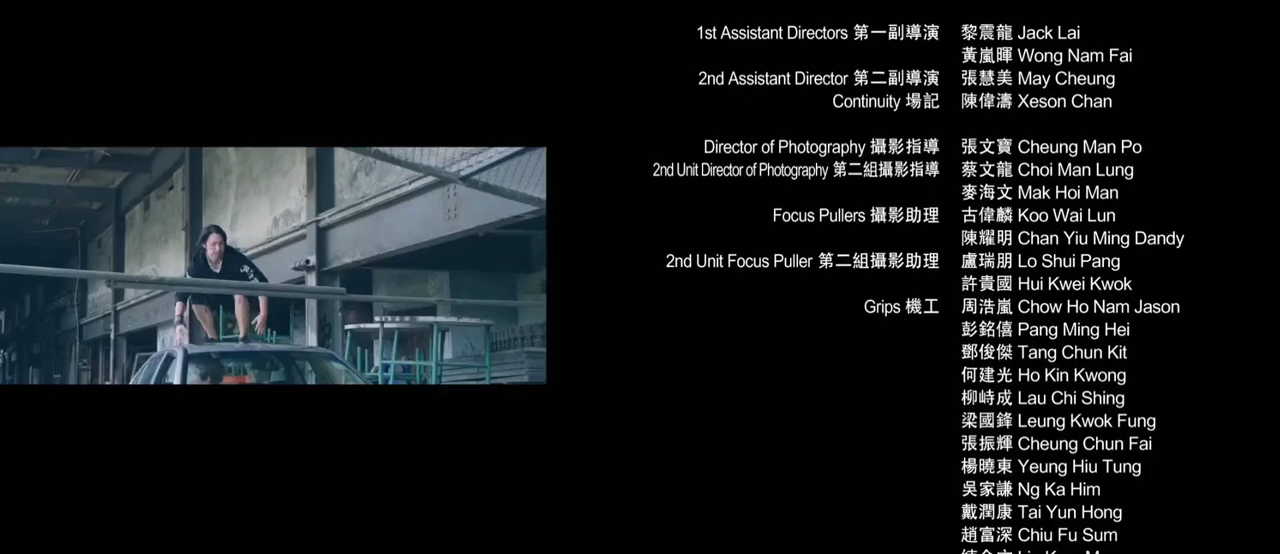 1st Assistant Directors 第一副導演 黎震龍 Jack Lai
黃嵐暉 Wong Nam Fai
2nd Assistant Director 第二副導演 張慧美 May Cheung
Continuity 場記 陳偉濤 Xeson Chan
Director of Photography 攝影指導 張文寶 Cheung Man Po
2nd Unit Director of Photography 第二組攝影指導 蔡文龍 Choi Man Lung
麥海文 Mak Hoi Man
Focus Pullers 攝影助理 古偉麟 Koo Wai Lun
陳耀明 Chan Yiu Ming Dandy
2nd Unit Focus Puller 第二組攝影助理 盧瑞朋 Lo Shui Pang
許貴國 Hui Kwei Kwok
Grips 機工 周浩嵐 Chow Ho Nam Jason
彭銘僖 Pang Ming Hei
鄧俊傑 Tang Chun Kit
何建光 Ho Kin Kwong
柳峙成 Lau Chi Shing
梁國鋒 Leung Kwok Fung
張振輝 Cheung Chun Fai
楊曉東 Yeung Hiu Tung
吳家謙 Ng Ka Him
戴潤康 Tai Yun Hong
趙富深 Chiu Fu Sum